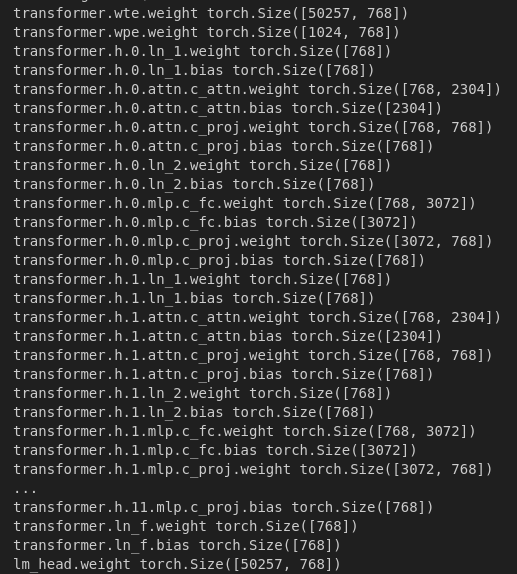 transformer.wte.weight torch.Size([50257, 768])
transformer.wpe.weight torch.Size([1024, 768])
transformer.h.0.ln_1.weight torch.Size([768])
transformer.h.0.ln_1.bias torch.Size([768])
transformer.h.0.attn.c_attn.weight torch.Size([768, 2304])
transformer.h.0.attn.c_attn.bias torch.Size([2304])
transformer.h.0.attn.c_proj.weight torch.Size([768, 768])
transformer.h.0.attn.c_proj.bias torch.Size([768])
transformer.h.0.ln_2.weight torch.Size([768])
transformer.h.0.ln_2.bias torch.Size([768])
transformer.h.0.mlp.c_fc.weight torch.Size([768, 3072])
transformer.h.0.mlp.c_fc.bias torch.Size([3072])
transformer.h.0.mlp.c_proj.weight torch.Size([3072, 768])
transformer.h.0.mlp.c_proj.bias torch.Size([768])
transformer.h.1.ln_1.weight torch.Size([768])
transformer.h.1.ln_1.bias torch.Size([768])
transformer.h.1.attn.c_attn.weight torch.Size([768, 2304])
transformer.h.1.attn.c_attn.bias torch.Size([2304])
transformer.h.1.attn.c_proj.weight torch.Size([768, 768])
transformer.h.1.attn.c_proj.bias torch.Size([768])
transformer.h.1.ln_2.weight torch.Size([768])
transformer.h.1.ln_2.bias torch.Size([768])
transformer.h.1.mlp.c_fc.weight torch.Size([768, 3072])
transformer.h.1.mlp.c_fc.bias torch.Size([3072])
transformer.h.1.mlp.c_proj.weight torch.Size([3072, 768])
...
transformer.h.11.mlp.c_proj.bias torch.Size([768])
transformer.ln_f.weight torch.Size([768])
transformer.ln_f.bias torch.Size([768])
lm_head.weight torch.Size([50257, 768])